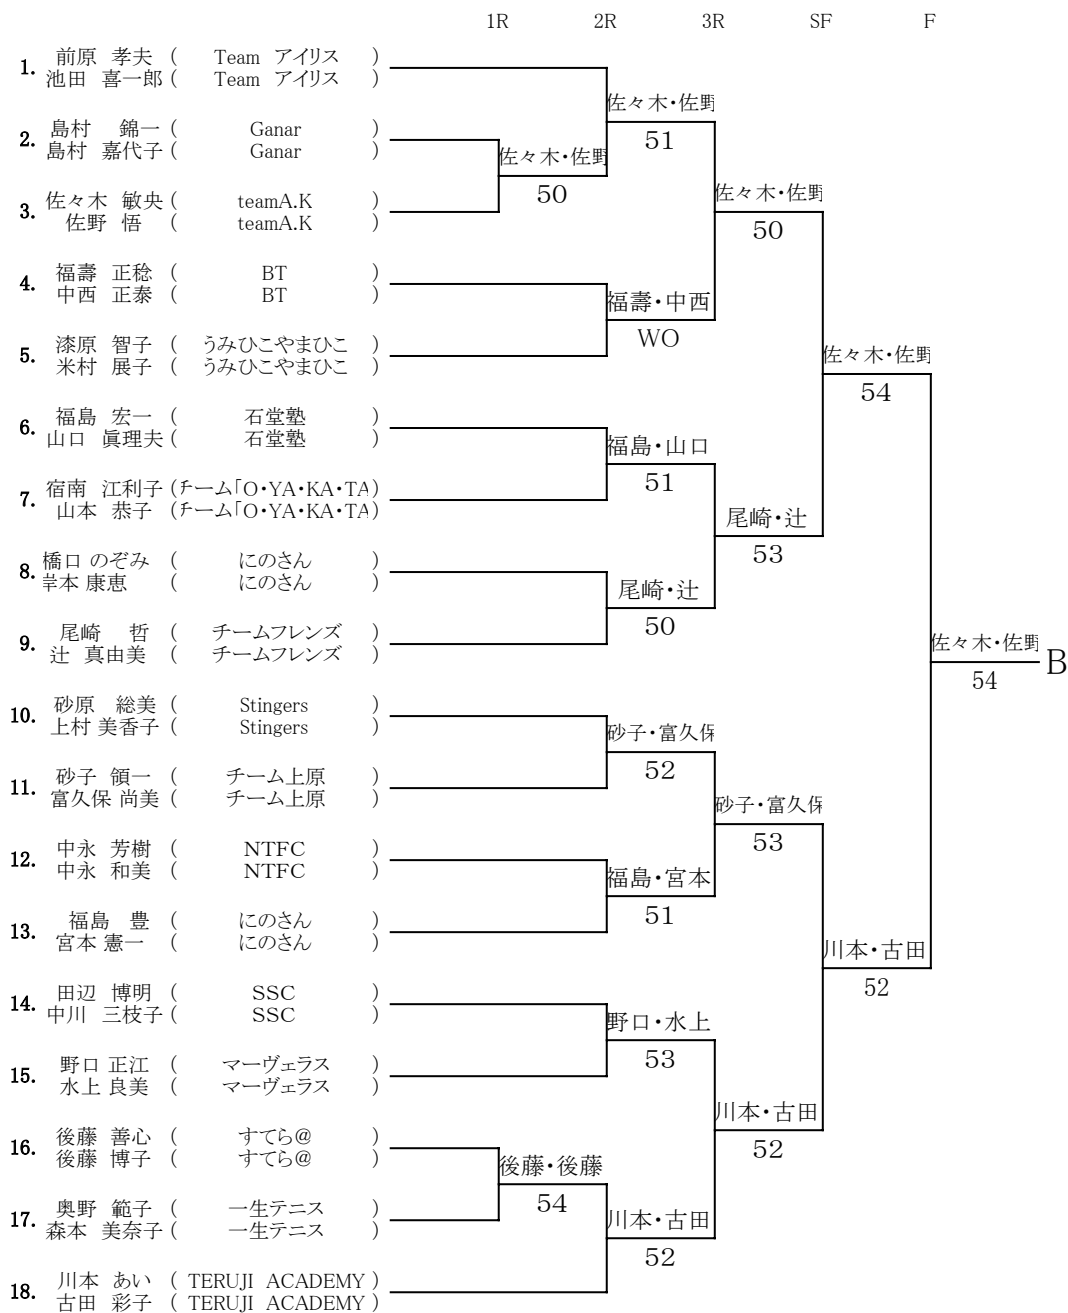 1R 2R 3R SF F
1. 前原 孝夫 ( Team アイリス )
池田 喜一郎 ( Team アイリス )
佐々木・佐野
51
2. 島村 錦一 ( Ganar )
島村 嘉代子 ( Ganar )
佐々木・佐野
50
3. 佐々木 敏央 ( teamA.K )
佐野 悟 ( teamA.K )
佐々木・佐野
50
4. 福壽 正稔 ( BT )
中西 正泰 ( BT )
福壽・中西
WO
5. 漆原 智子 ( うみひこやまひこ )
米村 展子 ( うみひこやまひこ )
佐々木・佐野
54
6. 福島 宏一 ( 石堂塾 )
山口 眞理夫 ( 石堂塾 )
福島・山口
51
7. 宿南 江利子 (チーム「O・YA・KA・TA)
山本 恭子 (チーム「O・YA・KA・TA)
尾崎・辻
53
8. 橋口 のぞみ ( にのさん )
本 康恵 ( にのさん )
尾崎・辻
50
9. 尾崎 哲 ( チームフレンズ )
辻 真由美 ( チームフレンズ )
佐々木・佐野
54
B
10. 砂原 総美 ( Stingers )
上村 美香子 ( Stingers )
砂子・富久保
52
11. 砂子 領一 ( チーム上原 )
富久保 尚美 ( チーム上原 )
砂子・富久保
53
12. 中永 芳樹 ( NTFC )
中永 和美 ( NTFC )
福島・宮本
51
13. 福島 豊 ( にのさん )
宮本 憲一 ( にのさん )
川本・古田
52
14. 田辺 博明 ( SSC )
中川 三枝子 ( SSC )
野口・水上
53
15. 野口 正江 ( マーヴェラス )
水上 良美 ( マーヴェラス )
川本・古田
52
16. 後藤 善心 ( すてら@ )
後藤 博子 ( すてら@ )
後藤・後藤
54
17. 奥野 範子 ( 一生テニス )
森本 美奈子 ( 一生テニス )
川本・古田
52
18. 川本 あい ( TERUJI ACADEMY )
古田 彩子 ( TERUJI ACADEMY )